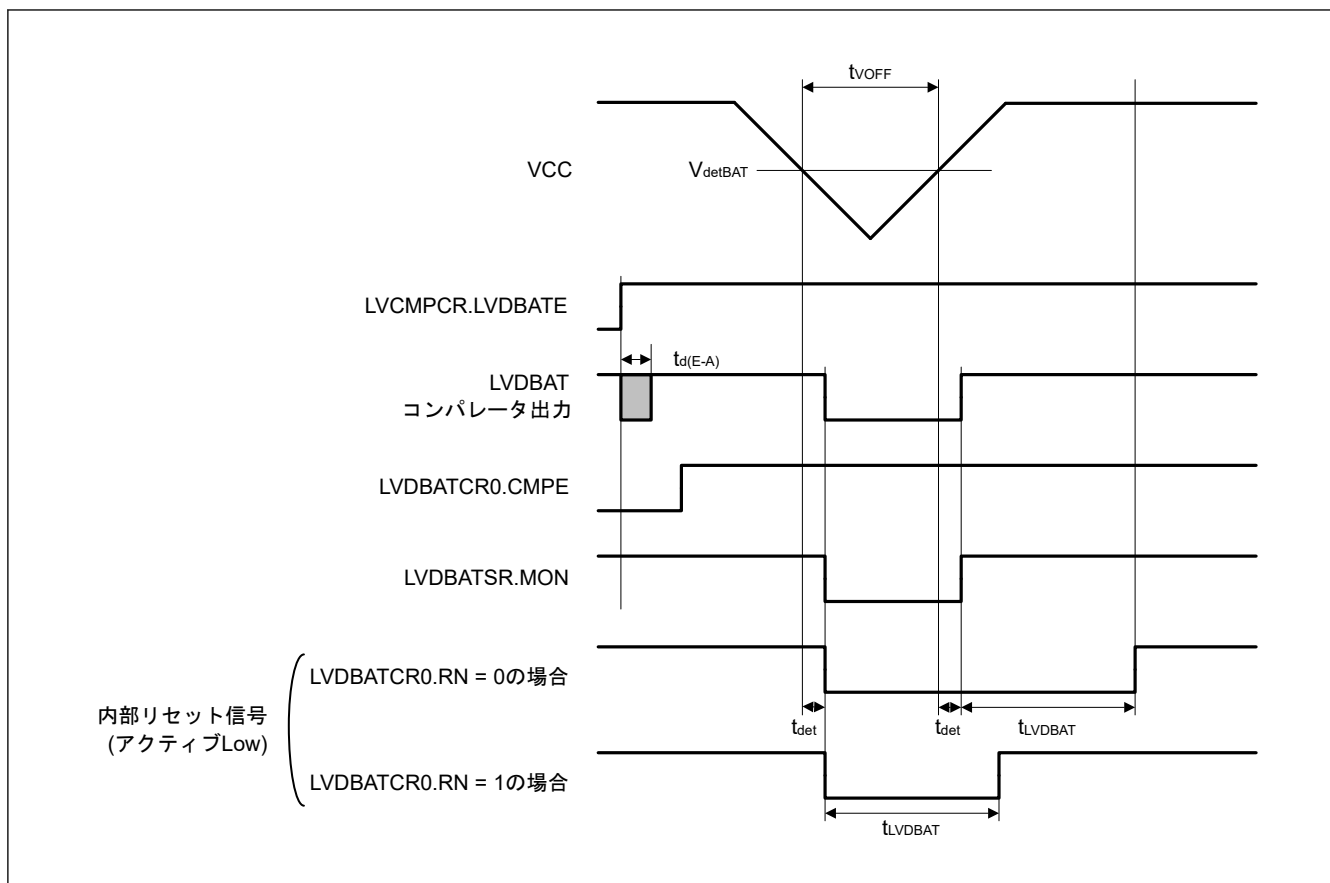 tVOFF
VCC
VdetBAT
LVCMPCR.LVDBATE
td(E-A)
LVDBAT
コンパレータ出力
LVDBATCR0.CMPE
LVDBATSR.MON
LVDBATCR0.RN = 0の場合
内部リセット信号
(アクティブLow)
tdet
tdet
tLVDBAT
LVDBATCR0.RN = 1の場合
tLVDBAT